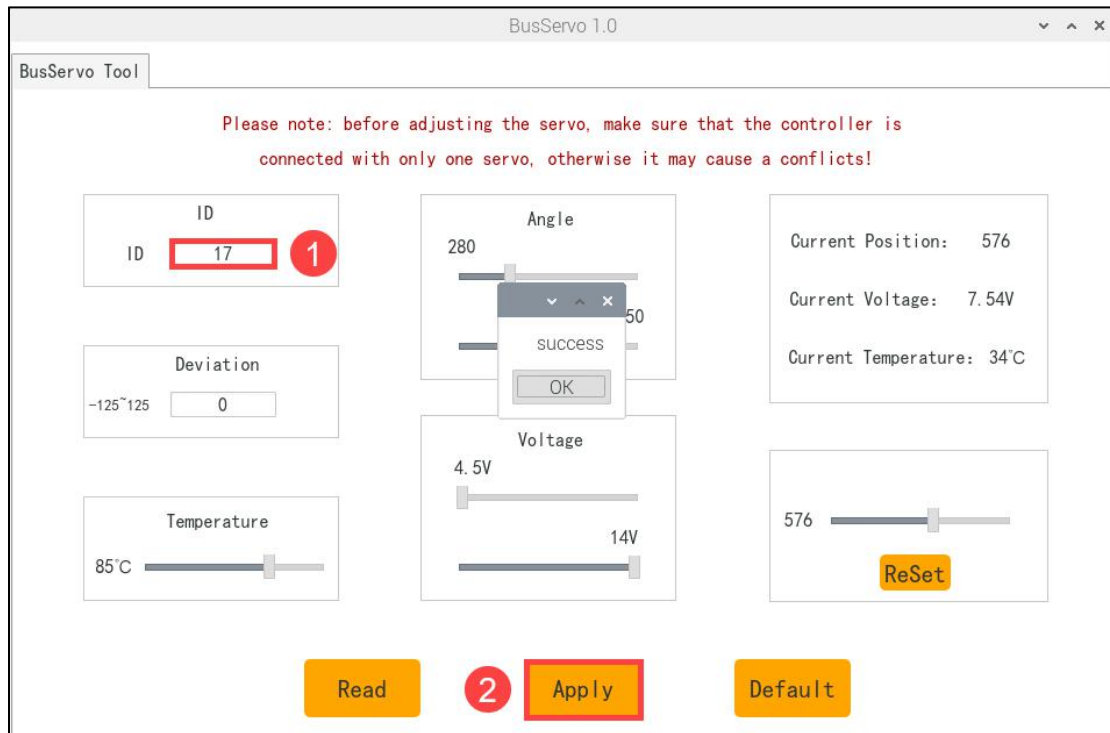 BusServo 1.0
BusServo Tool
Please note: before adjusting the servo, make sure that the controller is
connected with only one servo, otherwise it may cause a conflicts!
ID
ID 17
1
Deviation
-125~125 0
Temperature
85°C
Angle
280
50
success
OK
Voltage
4.5V
14V
Current Position: 576
Current Voltage: 7.54V
Current Temperature: 34°C
576
ReSet
Read
2
Apply
Default